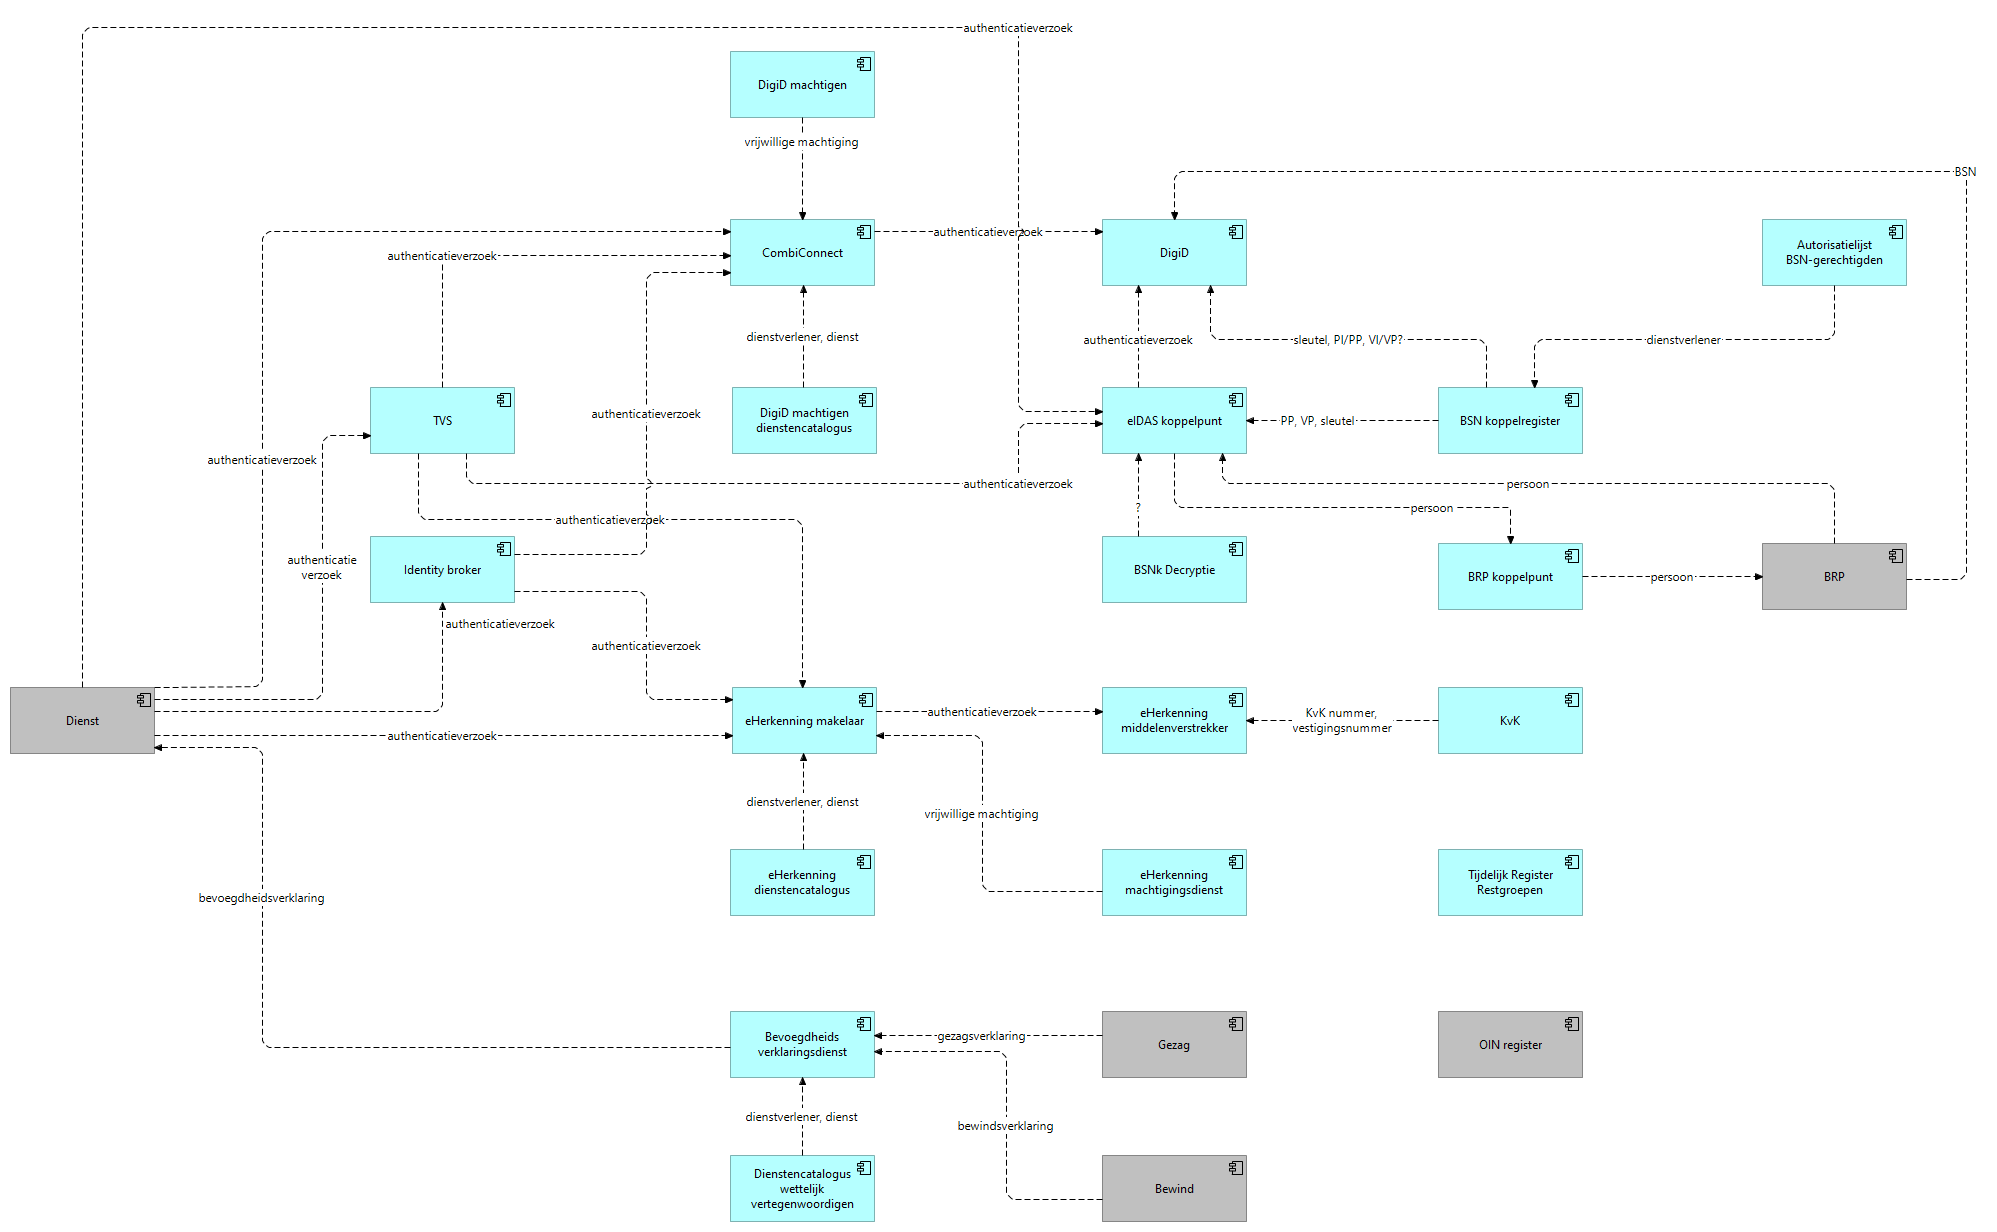 authenticatieverzoek
DigiD machtigen
vrijwillige machtiging
BSN
authenticatieverzoek
CombiConnect
authenticatieverzoek
DigiD
Autorisatielijst
BSN-gerechtigden
dienstverlener, dienst
authenticatieverzoek
sleutel, PI/PP, VI/VP?
dienstverlener
TVS
authenticatieverzoek
DigiD machtigen
dienstencatalogus
eIDAS koppelpunt
PP, VP, sleutel
BSN koppelregister
authenticatieverzoek
authenticatieverzoek
persoon
?
persoon
authenticatieverzoek
authenticatie
verzoek
Identity broker
BSNk Decryptie
BRP koppelpunt
persoon
BRP
authenticatieverzoek
authenticatieverzoek
Dienst
authenticatieverzoek
eHerkenning makelaar
authenticatieverzoek
eHerkenning
middelenverstrekker
KvK nummer,
vestigingsnummer
KvK
dienstverlener, dienst
vrijwillige machtiging
bevoegdheidsverklaring
eHerkenning
dienstencatalogus
eHerkenning
machtigingsdienst
Tijdelijk Register
Restgroepen
Bevoegdheids
verklaringsdienst
gezagsverklaring
Gezag
OIN register
dienstverlener, dienst
bewindsverklaring
Dienstencatalogus
wettelijk
vertegenwoordigen
Bewind